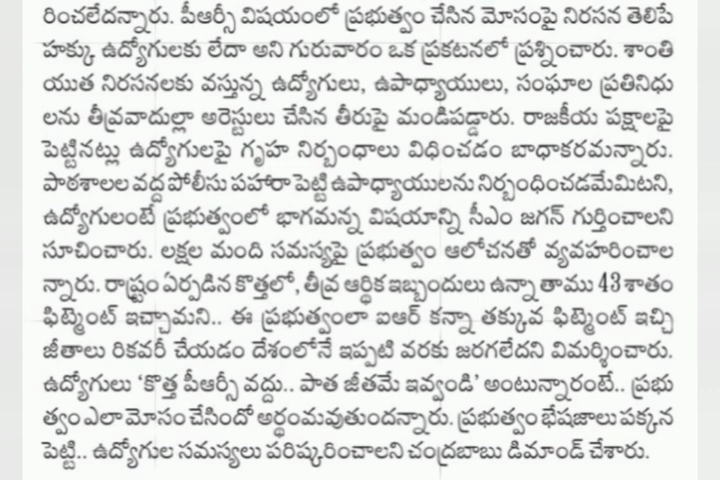 రించలేదన్నారు. పీఆర్సీ విషయంలో ప్రభుత్వం చేసిన మోసంపై నిరసన తెలిపే
హక్కు ఉద్యోగులకు లేదా అని గురువారం ఒక ప్రకటనలో ప్రశ్నించారు. శాంతి
యుత నిరసనలకు వస్తున్న ఉద్యోగులు, ఉపాధ్యాయులు, సంఘాల ప్రతినిధు
లను తీవ్రవాదుల్లా అరెస్టులు చేసిన తీరుపై మండిపడ్డారు. రాజకీయ పక్షాలపై
పెట్టినట్లు ఉద్యోగులపై గృహ నిర్బంధాలు విధించడం బాధాకరమన్నారు.
పాఠశాలల వద్ద పోలీసు పహారా పెట్టి ఉపాధ్యాయులను నిర్బంధించడమేమిటని,
ఉద్యోగులంటే ప్రభుత్వంలో భాగమన్న విషయాన్ని సీఎం జగన్ గుర్తించాలని
సూచించారు. లక్షల మంది సమస్యపై ప్రభుత్వం ఆలోచనతో వ్యవహరించాల
న్నారు. రాష్ట్రం ఏర్పడిన కొత్తలో, తీవ్ర ఆర్థిక ఇబ్బందులు ఉన్నా తాము 43 శాతం
ఫిట్మెంట్ ఇచ్చామని.. ఈ ప్రభుత్వంలా ఐఆర్ కన్నా తక్కువ ఫిట్మెంట్ ఇచ్చి
జీతాలు రికవరీ చేయడం దేశంలోనే ఇప్పటి వరకు జరగలేదని విమర్శించారు.
ఉద్యోగులు ‘కొత్త పీఆర్సీ వద్దు.. పాత జీతమే ఇవ్వండి’ అంటున్నారంటే.. ప్రభు
త్వం ఎలా మోసం చేసిందో అర్థంమవుతుందన్నారు. ప్రభుత్వం భేషజాలు పక్కన
పెట్టి.. ఉద్యోగుల సమస్యలు పరిష్కరించాలని చంద్రబాబు డిమాండ్ చేశారు.